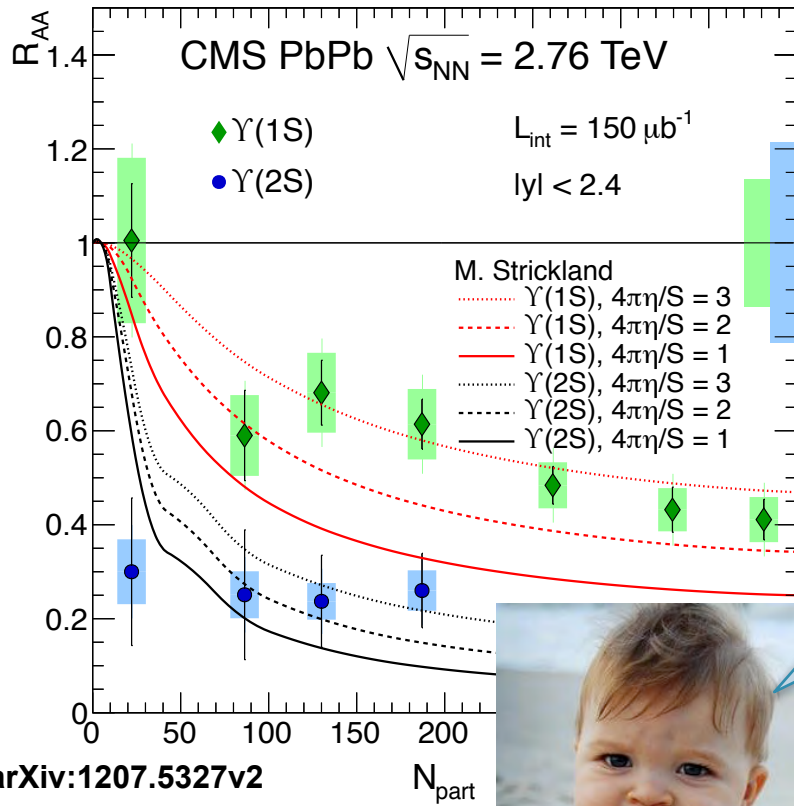 R_AA
CMS PbPb √s_NN = 2.76 TeV
ϒ(1S)
ϒ(2S)
L_int = 150 μb⁻¹
|y| < 2.4
M. Strickland
ϒ(1S), 4πη/S = 3
ϒ(1S), 4πη/S = 2
ϒ(1S), 4πη/S = 1
ϒ(2S), 4πη/S = 3
ϒ(2S), 4πη/S = 2
ϒ(2S), 4πη/S = 1
1.4
1.2
1
0.8
0.6
0.4
0.2
0
0 50 100 150 200
N_part
arXiv:1207.5327v2